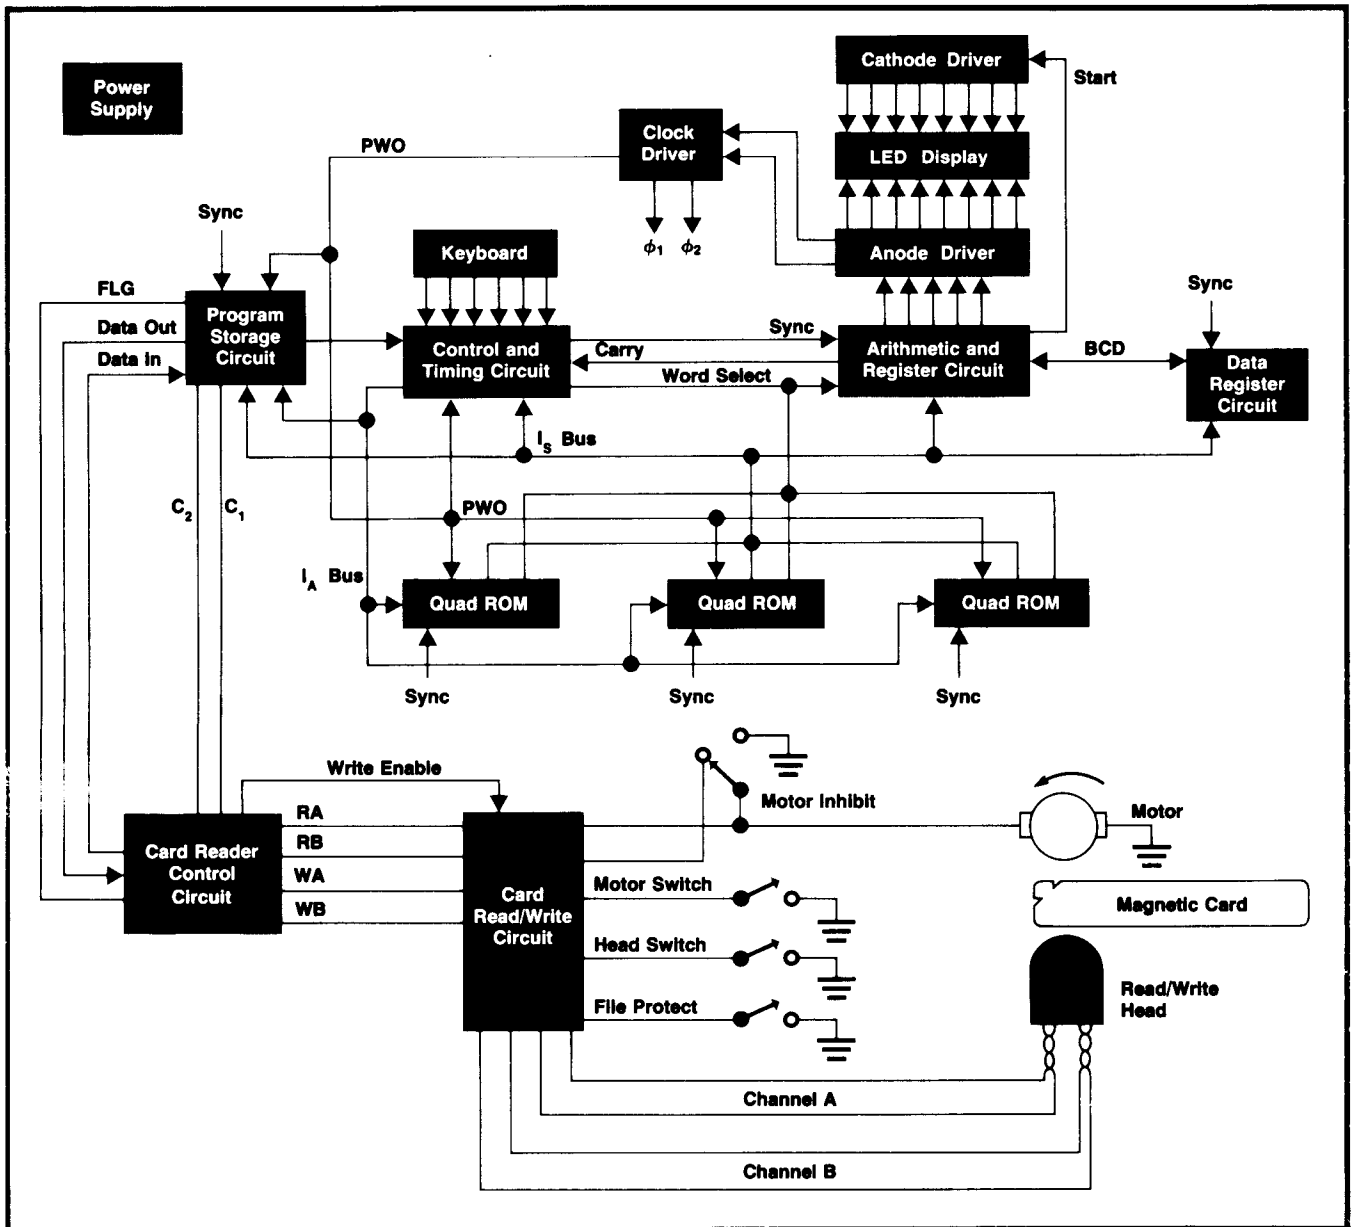 Cathode Driver
Power
Supply
Start
Clock
Driver
PWO
LED Display
Sync
ϕ1 ϕ2
Keyboard
Anode Driver
Sync
FLG
Program
Storage
Circuit
Data Out
Data In
Control and
Timing Circuit
Sync
Carry
Word Select
Arithmetic and
Register Circuit
BCD
Data
Register
Circuit
IS Bus
C2 C1
PWO
IA Bus
Quad ROM
Quad ROM
Quad ROM
Sync
Sync
Sync
Write Enable
Motor Inhibit
Motor
RA
RB
WA
WB
Card Reader
Control
Circuit
Card
Read/Write
Circuit
Motor Switch
Magnetic Card
Head Switch
Read/Write
Head
File Protect
Channel A
Channel B